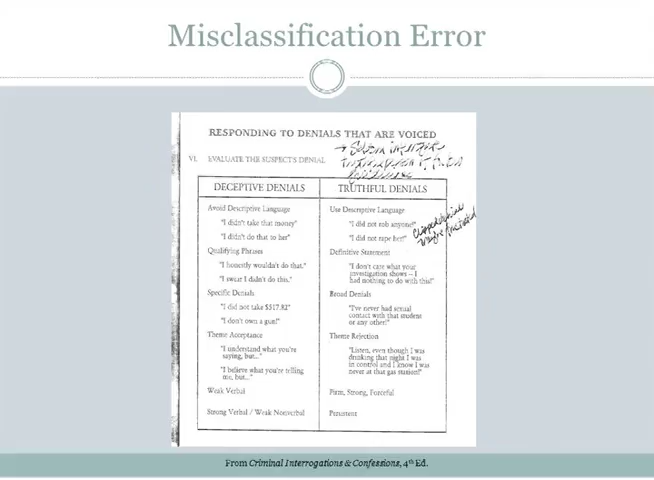 Misclassification Error
RESPONDING TO DENIALS THAT ARE VOICED
VI. EVALUATE THE SUSPECT'S DENIAL
DECEPTIVE DENIALS
Avoid Descriptive Language
"I didn't take that money"
"I didn't do that to her"
Qualifying Phrases
"I honestly wouldn't do that."
"I swear I didn't do this."
Specific Denials
"I did not take $517.82"
"I don't own a gun!"
Theme Acceptance
"I understand what you're
saying, but..."
"I believe what you're telling
me, but..."
Weak Verbal
Strong Verbal / Weak Nonverbal
TRUTHFUL DENIALS
Use Descriptive Language
"I did not rob anyone!"
"I did not rape her!"
Definitive Statement
"I don't care what your
investigation shows -- I
had nothing to do with this!"
Broad Denials
"I've never had sexual
contact with that student
or any other!"
Theme Rejection
"Listen, even though I was
drinking that night I was
in control and I know I was
never at that gas station!"
Firm, Strong, Forceful
Persistent
From Criminal Interrogations & Confessions, 4th Ed.